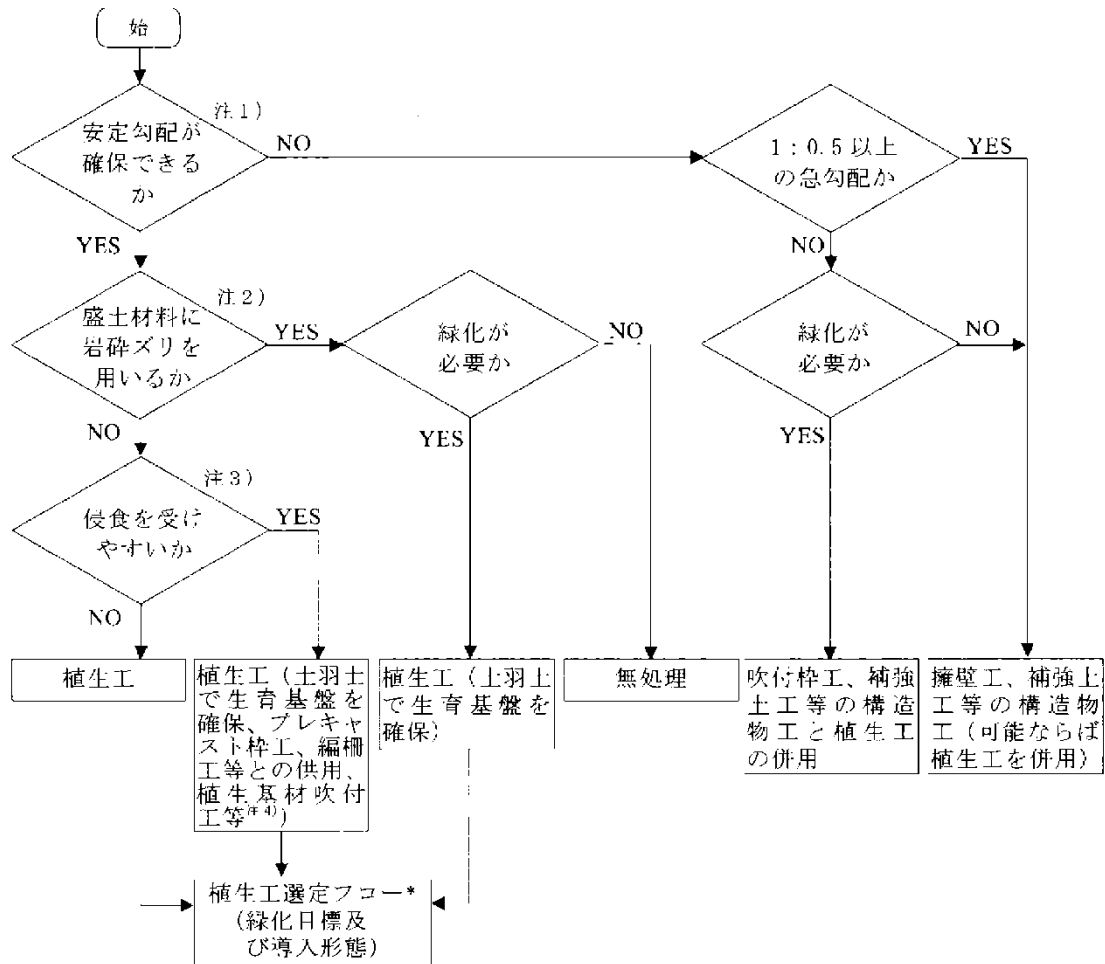 始
注1)
安定勾配が
確保できる
か
NO
1:0.5以上
の急勾配か
YES
YES
NO
注2)
盛土材料に
岩砕ズリを
用いるか
YES
緑化が
必要か
NO
緑化が
必要か
NO
NO
YES
YES
注3)
侵食を受け
やすいか
YES
NO
植生工
植生工(土羽土
で生育基盤を
確保、プレキャ
スト枠工、編柵
工等との供用、
植生基材吹付
工等(注4))
植生工(土羽土
で生育基盤を
確保)
無処理
吹付枠工、補強
土工等の構造
物工と植生工
の併用
擁壁工、補強土
工等の構造物
工(可能ならば
植生工を併用)
植生工選定フロー*
(緑化目標及
び導入形態)